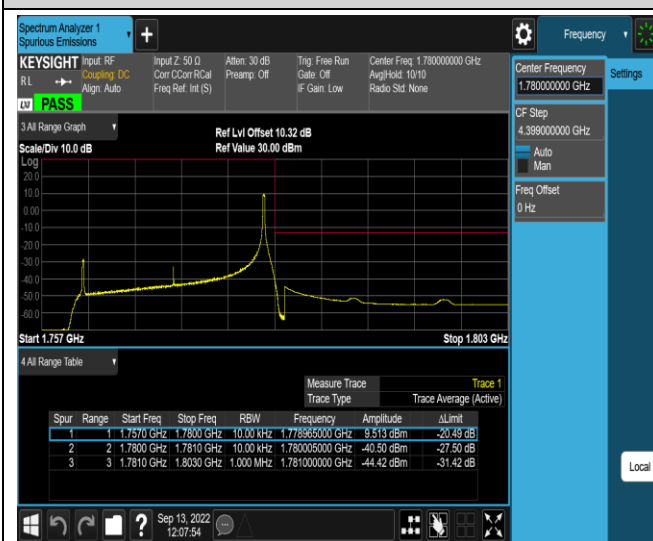 Spectrum Analyzer 1
Spurious Emissions
Frequency
KEYSIGHT Input: RF Input Z: 50 Ω Atten: 30 dB Trig: Free Run Center Freq: 1.780000000 GHz
RL Coupling: DC Corr CCorr RCal Preamp: Off Gate: Off Avg|Hold: 10/10
Align: Auto Freq Ref: Int (S) IF Gain: Low Radio Std: None
LXI PASS
Center Frequency
1.780000000 GHz
Settings
CF Step
4.399000000 GHz
Auto
Man
Freq Offset
0 Hz
3 All Range Graph
Ref Lvl Offset 10.32 dB
Scale/Div 10.0 dB Ref Value 30.00 dBm
Log
20.0
10.0
0.00
-10.0
-20.0
-30.0
-40.0
-50.0
-60.0
Start 1.757 GHz Stop 1.803 GHz
4 All Range Table
Measure Trace Trace 1
Trace Type Trace Average (Active)
Spur Range Start Freq Stop Freq RBW Frequency Amplitude ΔLimit
1 1 1.7570 GHz 1.7800 GHz 10.00 kHz 1.778965000 GHz 9.513 dBm -20.49 dB
2 2 1.7800 GHz 1.7810 GHz 10.00 kHz 1.780005000 GHz -40.50 dBm -27.50 dB
3 3 1.7810 GHz 1.8030 GHz 1.000 MHz 1.781000000 GHz -44.42 dBm -31.42 dB
Local
? Sep 13, 2022
12:07:54